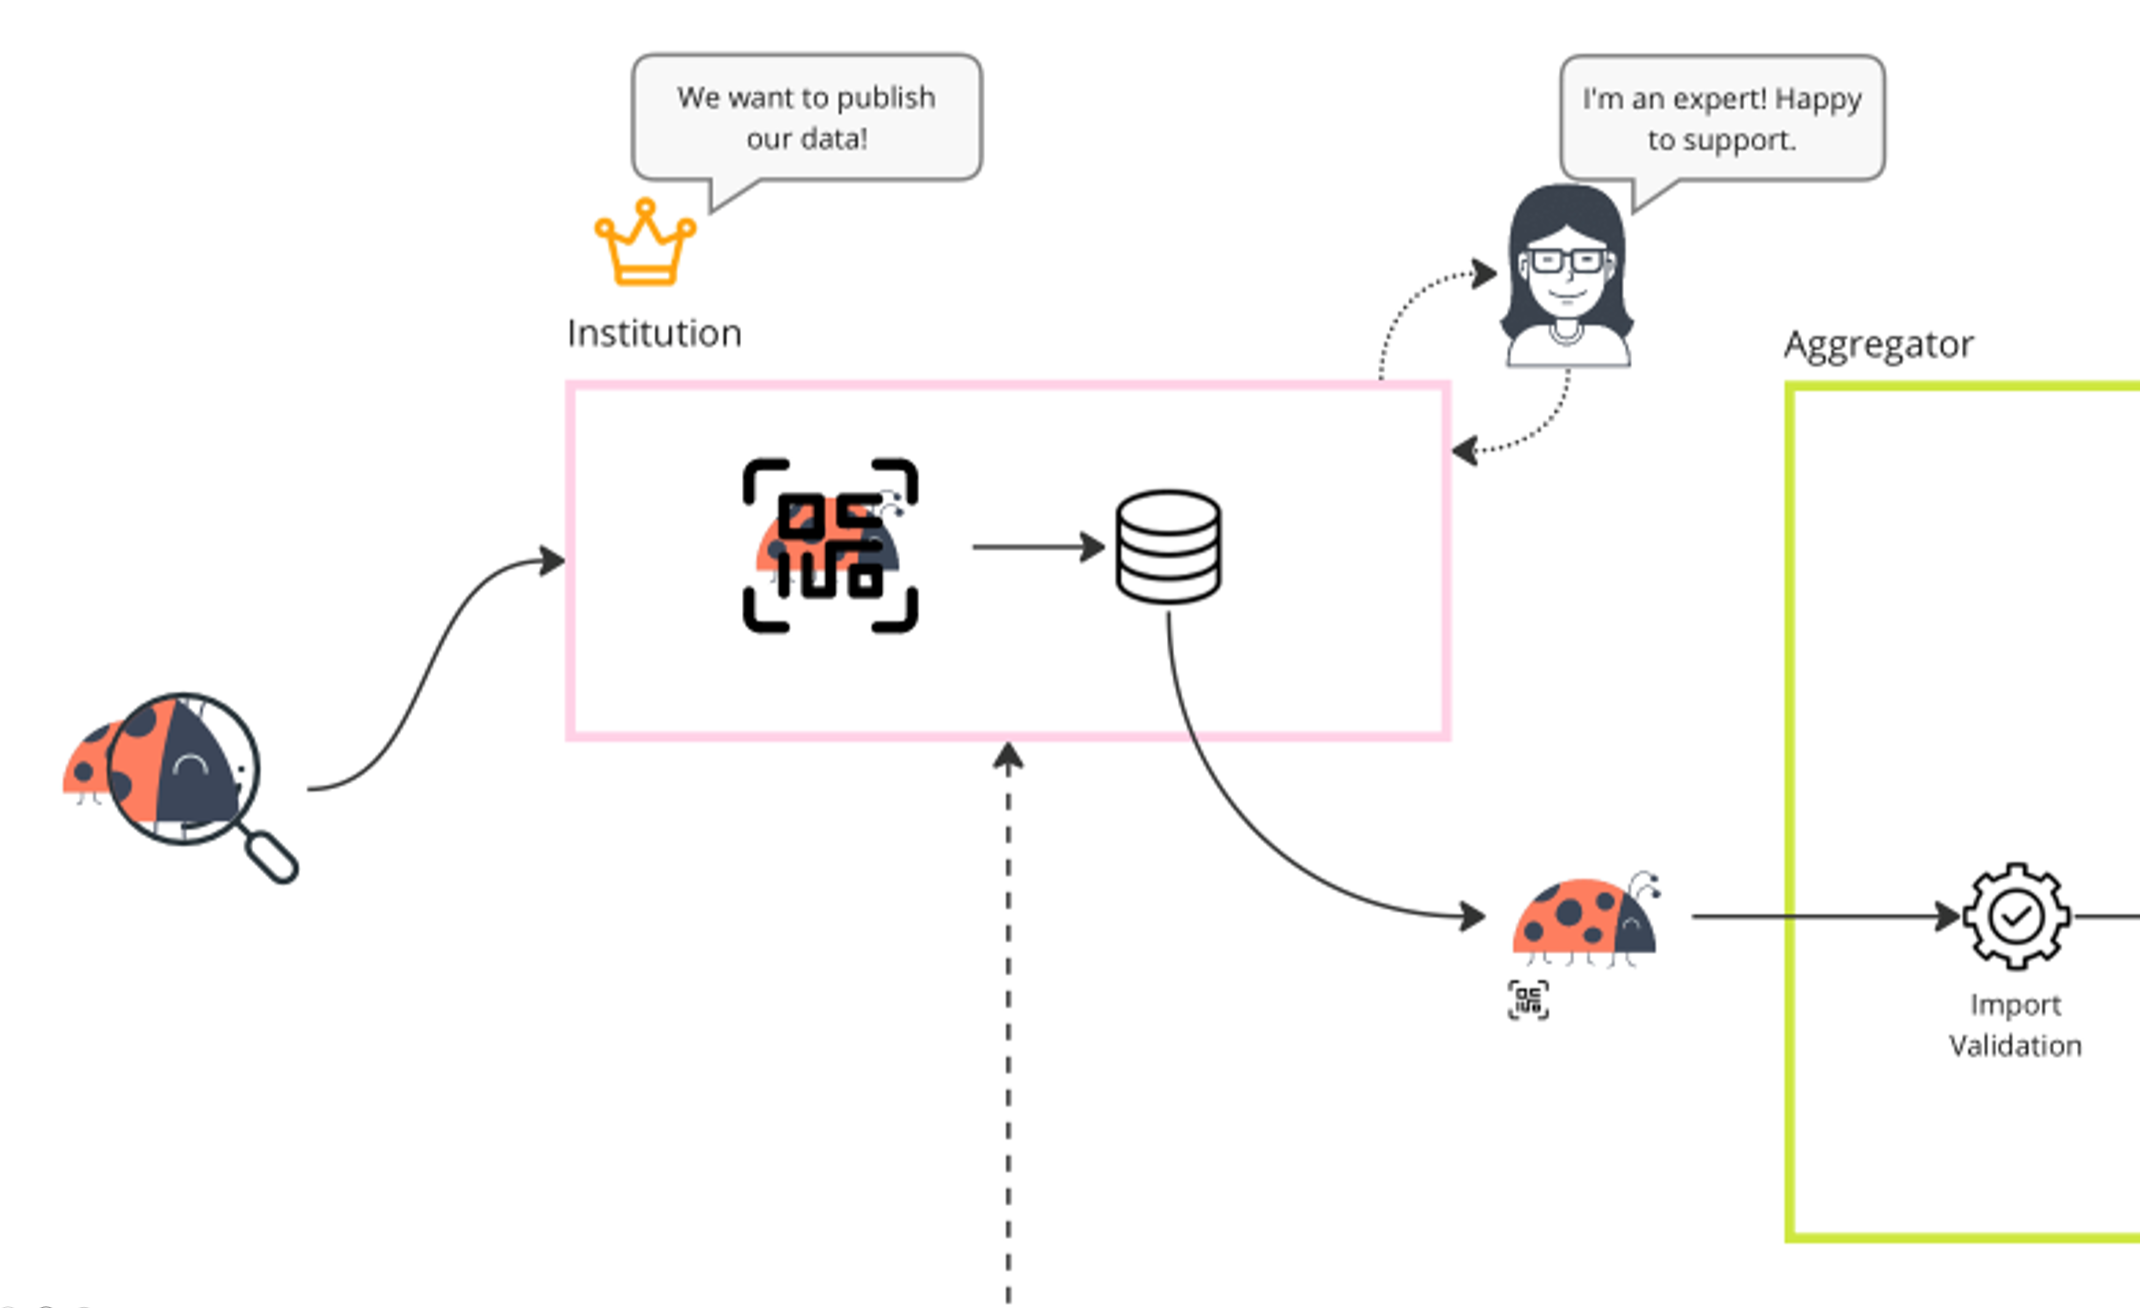 We want to publish
our data!
I'm an expert! Happy
to support.
Institution
Aggregator
Import
Validation